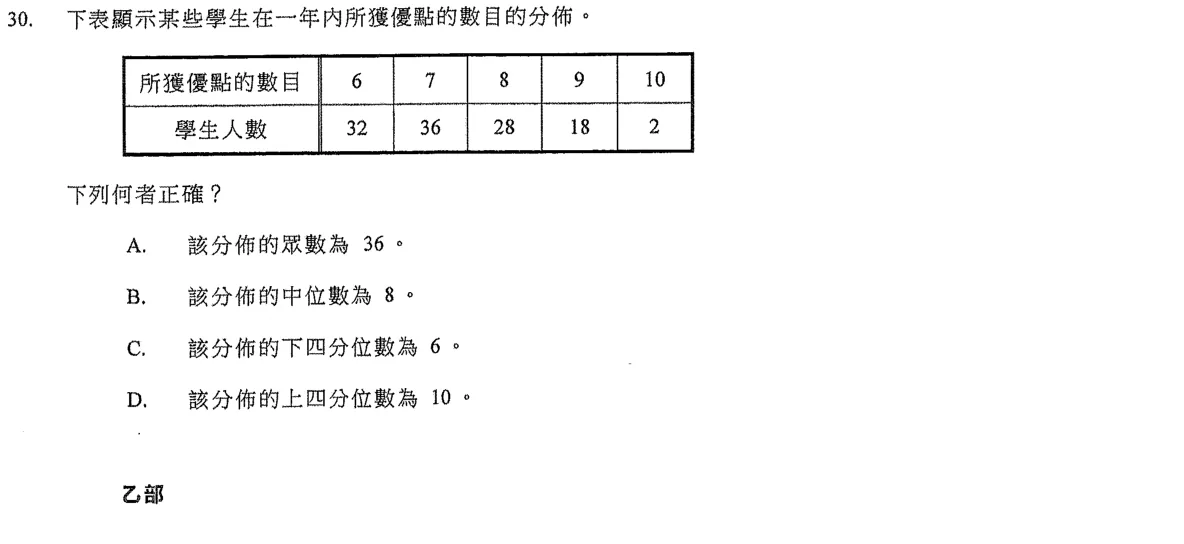 30. 下表顯示某些學生在一年內所獲優點的數目的分佈。
所獲優點的數目 6 7 8 9 10
學生人數 32 36 28 18 2
下列何者正確？
A. 該分佈的眾數為 36 。
B. 該分佈的中位數為 8 。
C. 該分佈的下四分位數為 6 。
D. 該分佈的上四分位數為 10 。
乙部